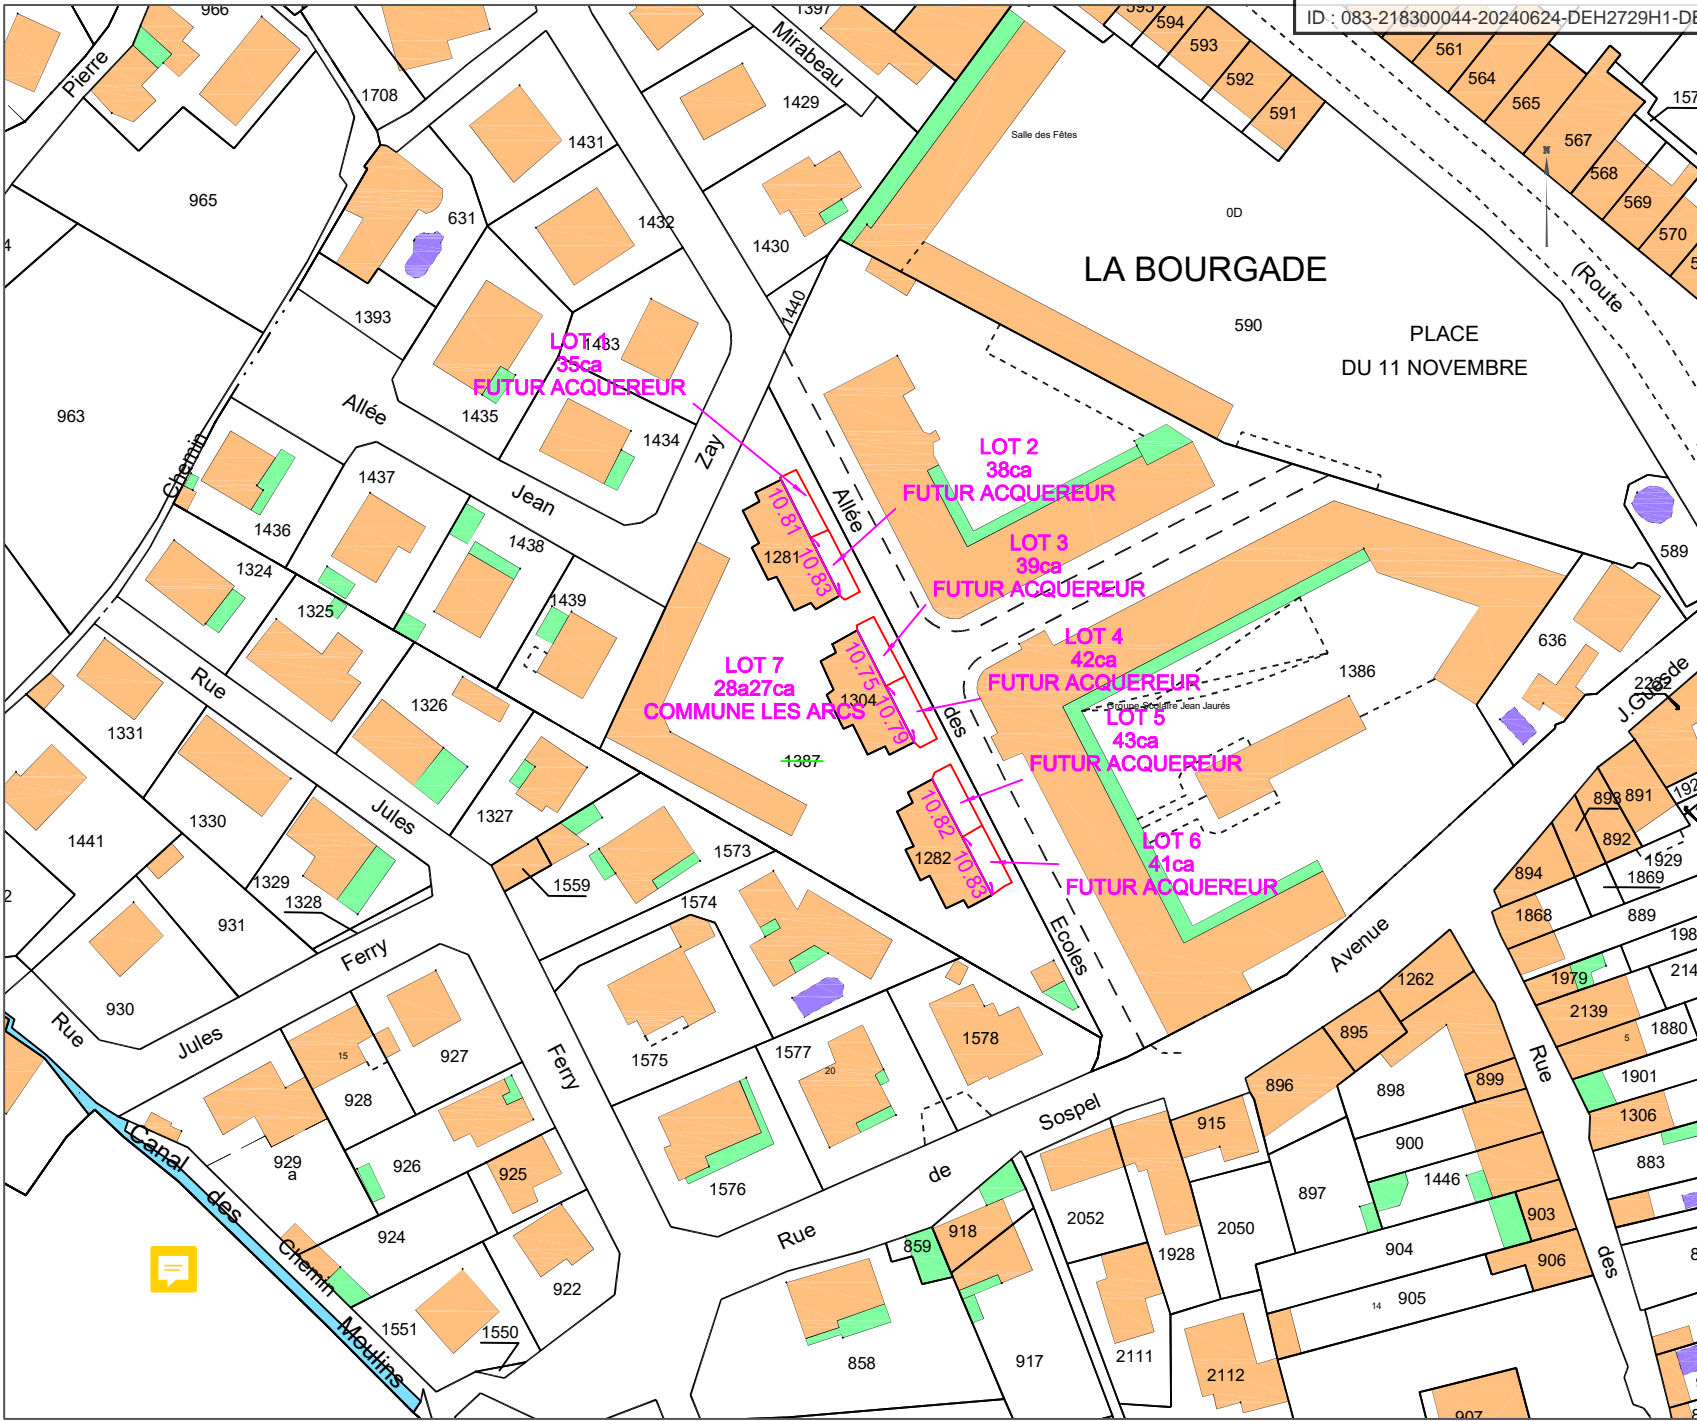 ID : 083-218300044-20240624-DEH2729H1-DE
966
Pierre
1708
1397
Mirabeau
1429
1431
1432
1430
631
965
1393
1440
594
593
592
591
Salle des Fêtes
0D
LA BOURGADE
590
PLACE
DU 11 NOVEMBRE
(Route
561
564
565
567
568
569
570
N
589
963
LOT 1
35ca
FUTUR ACQUEREUR
1433
1435
1434
Allée
Jean
Zay
Chemin
1437
1436
1438
1439
1324
1325
1326
1327
Rue
Jules
Ferry
1331
1330
1329
1328
1441
931
930
LOT 2
38ca
FUTUR ACQUEREUR
LOT 3
39ca
FUTUR ACQUEREUR
LOT 4
42ca
FUTUR ACQUEREUR
LOT 5
43ca
FUTUR ACQUEREUR
LOT 6
41ca
FUTUR ACQUEREUR
LOT 7
28a27ca
COMMUNE LES ARCS
1387
10.81
10.83
1281
10.75
10.79
1304
10.82
10.83
1282
Allée
des
Ecoles
Groupe Scolaire Jean Jaurés
1386
636
J.Guesde
Avenue
893
891
892
894
1929
1869
1868
889
1979
2139
1880
5
1901
1306
883
1573
1559
1574
1575
1577
20
1578
1576
Rue
Jules
Ferry
15
927
928
929
a
926
925
924
922
1551
1550
Canal
des
Moulins
Chemin
Rue
de
Sospel
859
918
858
917
2052
1928
2111
2112
915
2050
896
895
1262
898
899
900
897
1446
903
904
906
905
14
907
Rue
des